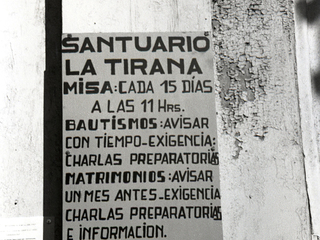 SANTUARIO
LA TIRANA
MISA: CADA 15 DÍAS
A LAS 11 HRS.
BAUTISMOS: AVISAR
CON TIEMPO-EXIGENCIA:
CHARLAS PREPARATORIAS
MATRIMONIOS: AVISAR
UN MES ANTES-EXIGENCIA
CHARLAS PREPARATORIAS
E INFORMACION.